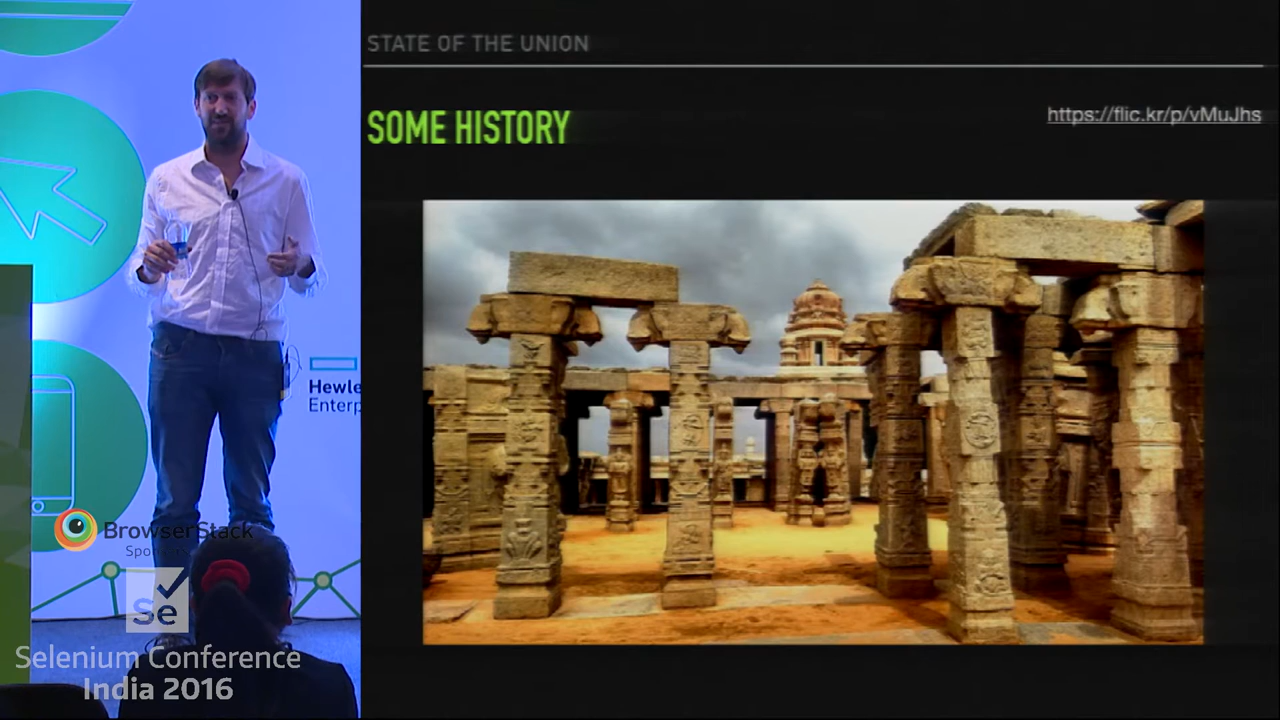 STATE OF THE UNION
SOME HISTORY
https://flic.kr/p/vMuJhs
Hewle
Enterp
BrowserStack
Se
Selenium Conference
India 2016